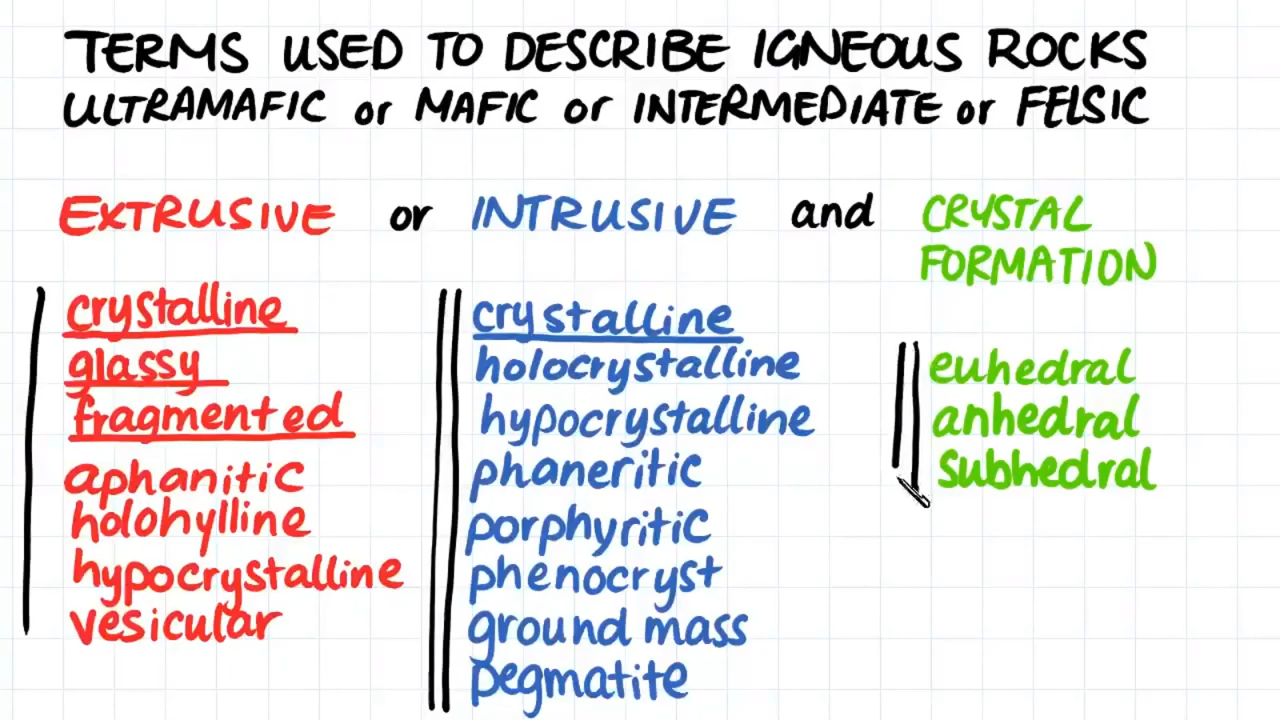 TERMS USED TO DESCRIBE IGNEOUS ROCKS
ULTRAMAFIC or MAFIC or INTERMEDIATE or FELSIC
EXTRUSIVE or INTRUSIVE and CRYSTAL
FORMATION
crystalline
glassy
fragmented
aphanitic
holohylline
hypocrystalline
vesicular
crystalline
holocrystalline
hypocrystalline
phaneritic
porphyritic
phenocryst
ground mass
pegmatite
euhedral
anhedral
subhedral